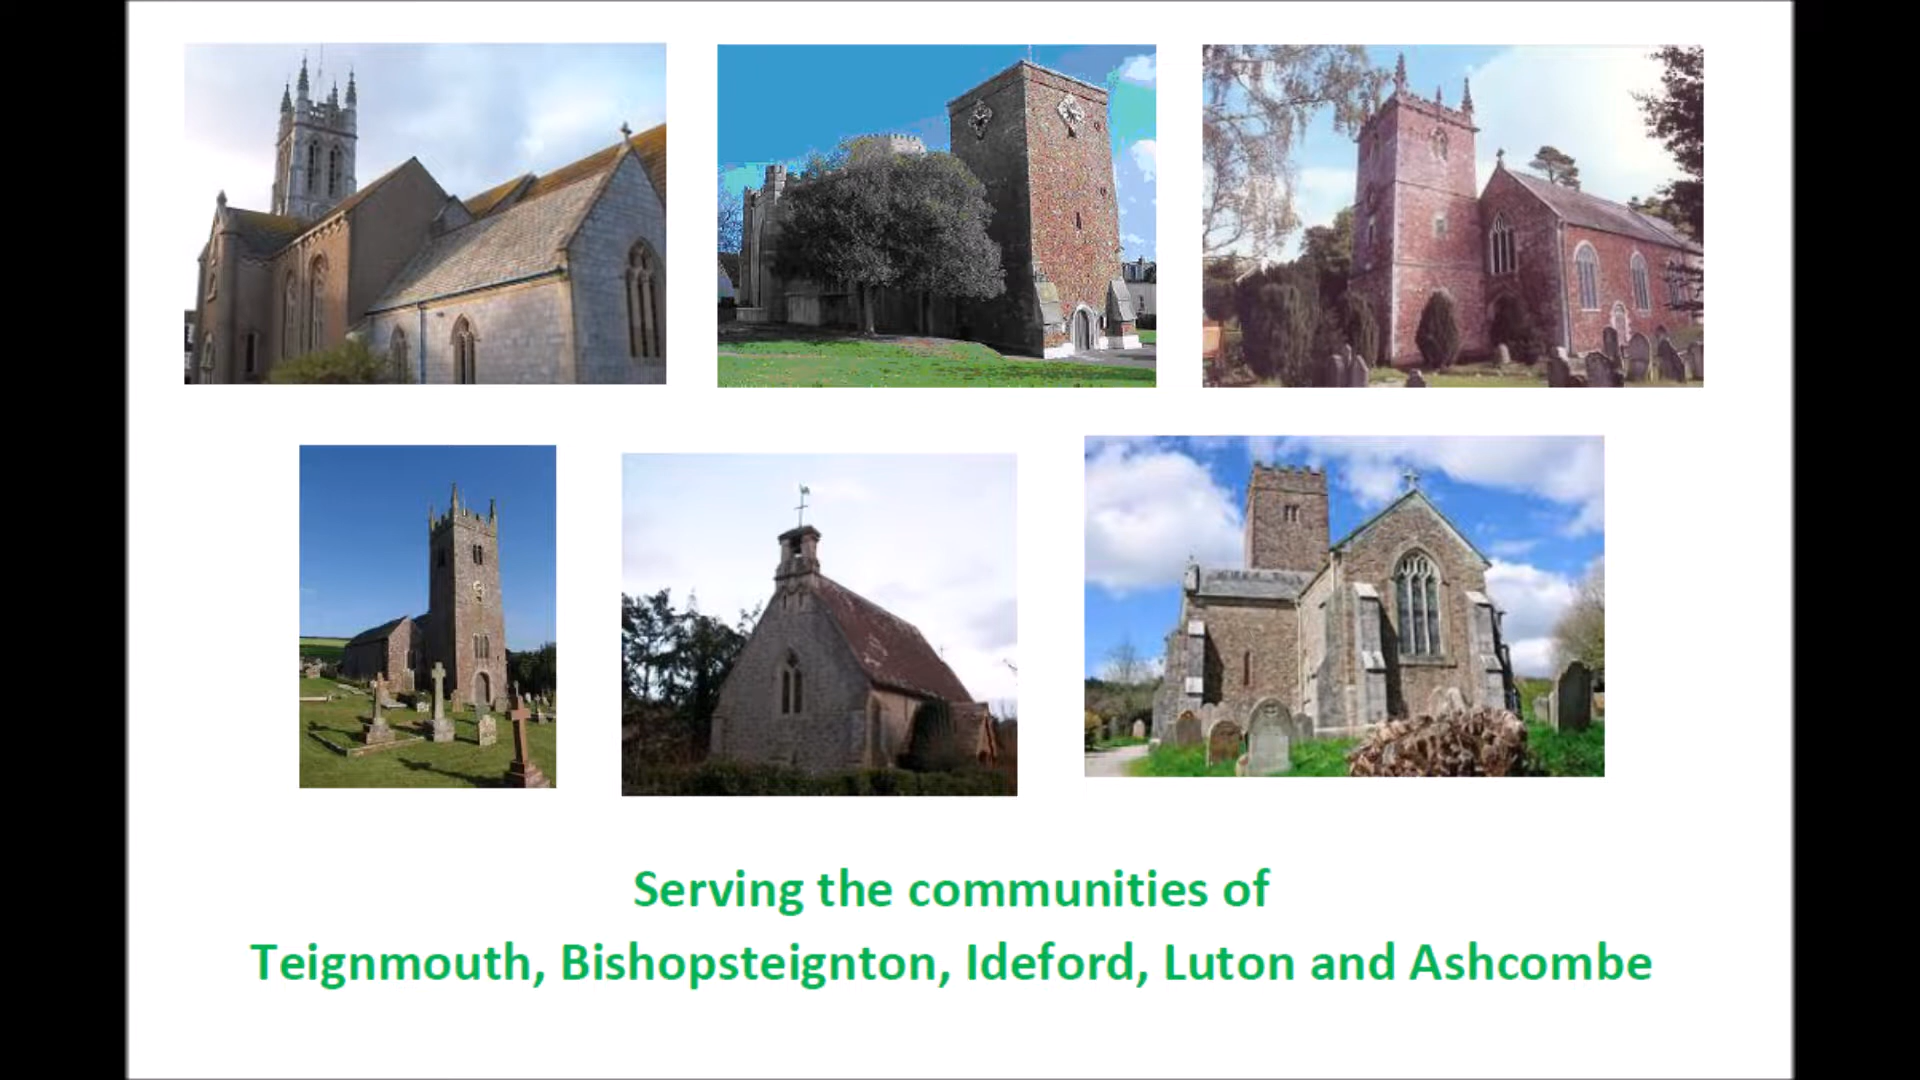 Serving the communities of
Teignmouth, Bishopsteignton, Ideford, Luton and Ashcombe